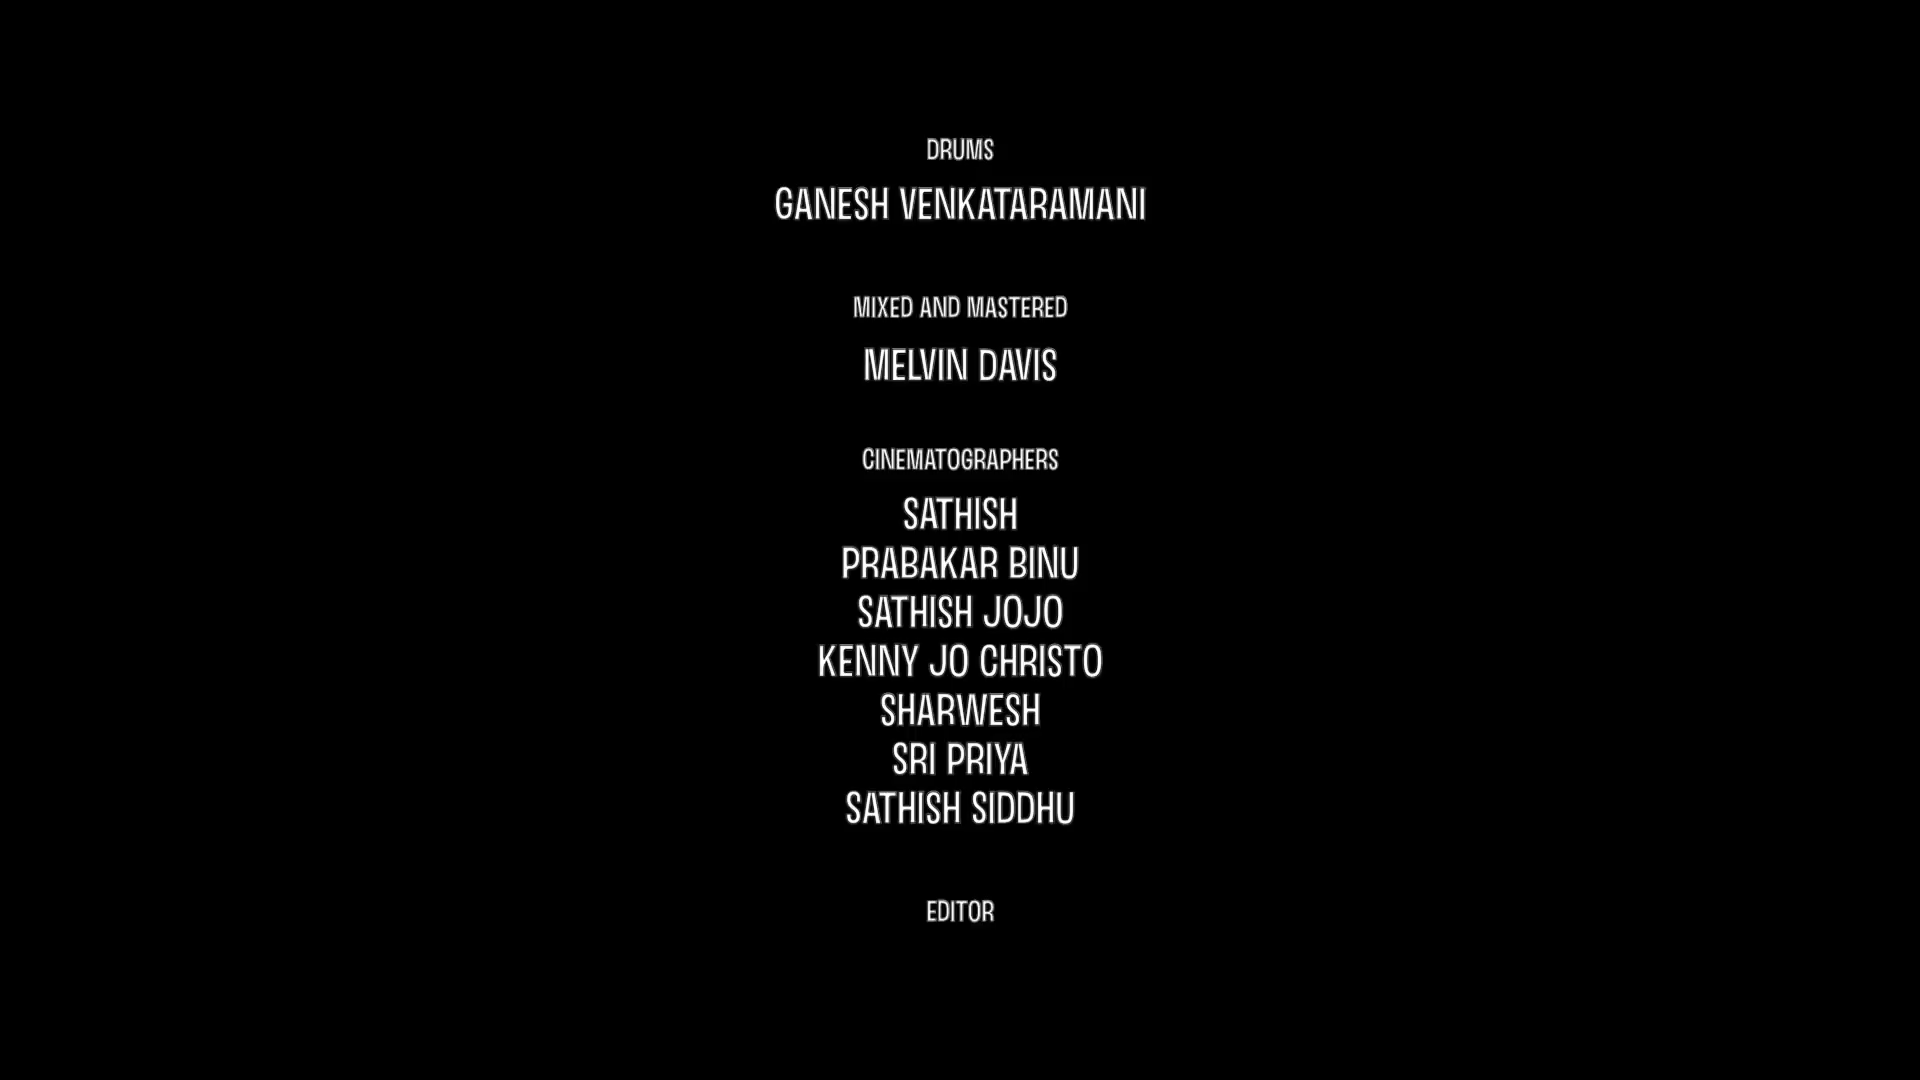 DRUMS
GANESH VENKATARAMANI
MIXED AND MASTERED
MELVIN DAVIS
CINEMATOGRAPHERS
SATHISH
PRABAKAR BINU
SATHISH JOJO
KENNY JO CHRISTO
SHARWESH
SRI PRIYA
SATHISH SIDDHU
EDITOR